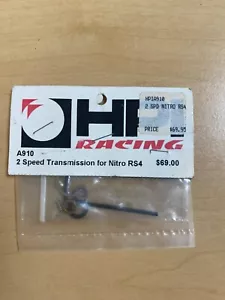 HPIA910
2 SPD NITRO RS4
PRICE $69.95
HPI
RACING
A910
2 Speed Transmission for Nitro RS4 $69.00